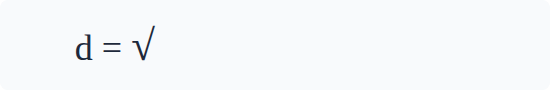 d = √